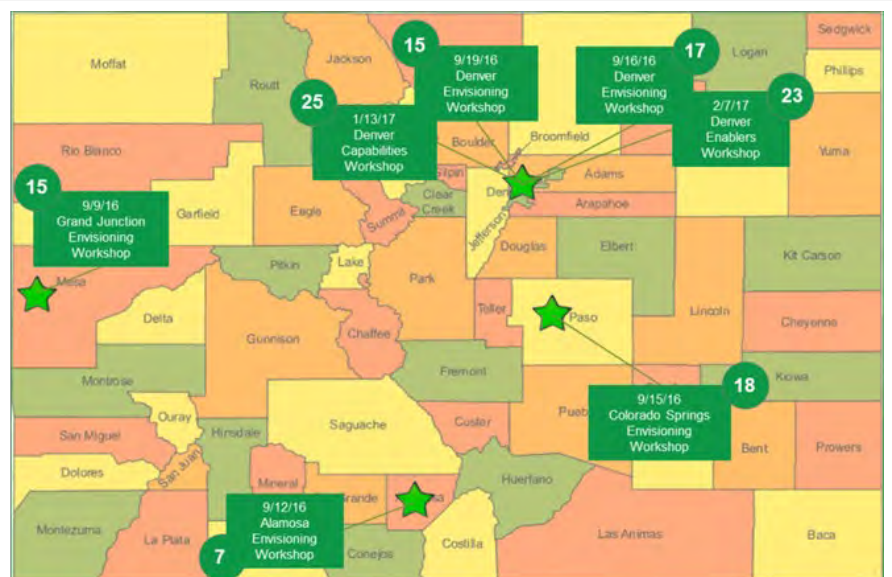 Sedgwick
Logan
Phillips
Moffat
Routt
Jackson
15
9/19/16
Denver
Envisioning
Workshop
17
9/16/16
Denver
Envisioning
Workshop
25
1/13/17
Denver
Capabilities
Workshop
23
2/7/17
Denver
Enablers
Workshop
Boulder
Broomfield
Yuma
Rio Blanco
Adams
Arapahoe
Clear
Creek
Jefferson
15
9/9/16
Grand Junction
Envisioning
Workshop
Garfield
Eagle
Summit
Douglas
Elbert
Kit Carson
Pitkin
Lake
Park
Mesa
Delta
Teller
Paso
Lincoln
Cheyenne
Gunnison
Chaffee
Fremont
Kiowa
Montrose
18
9/15/16
Colorado Springs
Envisioning
Workshop
Ouray
Hinsdale
Saguache
Custer
San Miguel
Bent
Prowers
Dolores
San Juan
Mineral
Huerfano
7
9/12/16
Alamosa
Envisioning
Workshop
Montezuma
La Plata
Conejos
Costilla
Las Animas
Baca